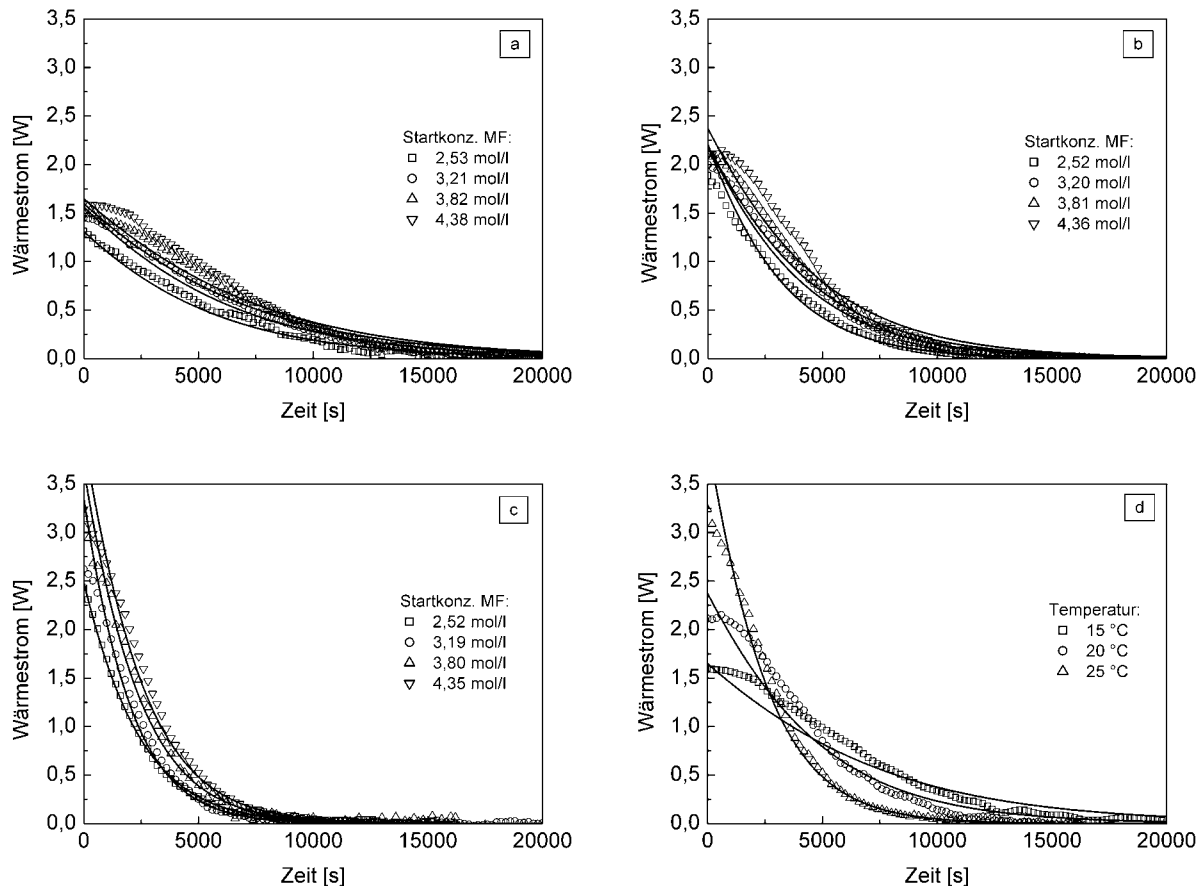 3,5
3,0
2,5
2,0
1,5
1,0
0,5
0,0
Wärmestrom [W]
a
Startkonz. MF:
2,53 mol/l
3,21 mol/l
3,82 mol/l
4,38 mol/l
0 5000 10000 15000 20000
Zeit [s]
3,5
3,0
2,5
2,0
1,5
1,0
0,5
0,0
Wärmestrom [W]
b
Startkonz. MF:
2,52 mol/l
3,20 mol/l
3,81 mol/l
4,36 mol/l
0 5000 10000 15000 20000
Zeit [s]
3,5
3,0
2,5
2,0
1,5
1,0
0,5
0,0
Wärmestrom [W]
c
Startkonz. MF:
2,52 mol/l
3,19 mol/l
3,80 mol/l
4,35 mol/l
0 5000 10000 15000 20000
Zeit [s]
3,5
3,0
2,5
2,0
1,5
1,0
0,5
0,0
Wärmestrom [W]
d
Temperatur:
15 °C
20 °C
25 °C
0 5000 10000 15000 20000
Zeit [s]